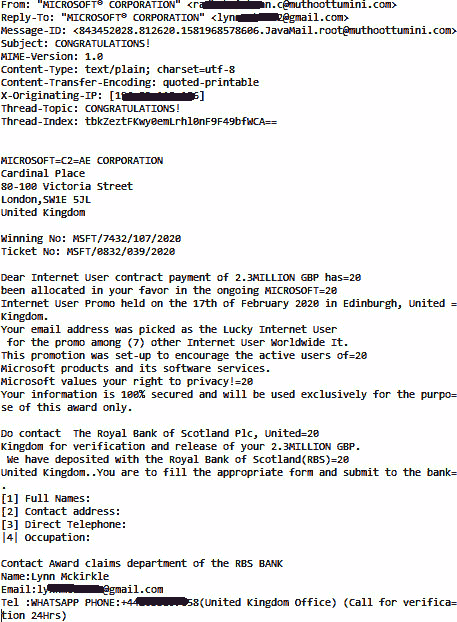 From: "MICROSOFT® CORPORATION" <ra n.c@muthoottumini.com>
Reply-To: "MICROSOFT® CORPORATION" <lynn 2@gmail.com>
Message-ID: <843452028.812620.1581968578606.JavaMail.root@muthoottumini.com>
Subject: CONGRATULATIONS!
MIME-Version: 1.0
Content-Type: text/plain; charset=utf-8
Content-Transfer-Encoding: quoted-printable
X-Originating-IP: [ ]
Thread-Topic: CONGRATULATIONS!
Thread-Index: tbkZeztFKwy0emLrhl0nF9F49bfWCA==
MICROSOFT=C2=AE CORPORATION
Cardinal Place
80-100 Victoria Street
London,SW1E 5JL
United Kingdom
Winning No: MSFT/7432/107/2020
Ticket No: MSFT/0832/039/2020
Dear Internet User contract payment of 2.3MILLION GBP has=20
been allocated in your favor in the ongoing MICROSOFT=20
Internet User Promo held on the 17th of February 2020 in Edinburgh, United =
Kingdom.
Your email address was picked as the Lucky Internet User
for the promo among (7) other Internet User Worldwide It.
This promotion was set-up to encourage the active users of=20
Microsoft products and its software services.
Microsoft values your right to privacy!=20
Your information is 100% secured and will be used exclusively for the purpo=
se of this award only.
Do contact  The Royal Bank of Scotland Plc, United=20
Kingdom for verification and release of your 2.3MILLION GBP.
We have deposited with the Royal Bank of Scotland(RBS)=20
United Kingdom..You are to fill the appropriate form and submit to the bank=
.
[1] Full Names:
[2] Contact address:
[3] Direct Telephone:
|4| Occupation:
Contact Award claims department of the RBS BANK
Name:Lynn Mckirkle
Email:ly @gmail.com
Tel :WHATSAPP PHONE:+44 58(United Kingdom Office) (Call for verifica=
tion 24Hrs)